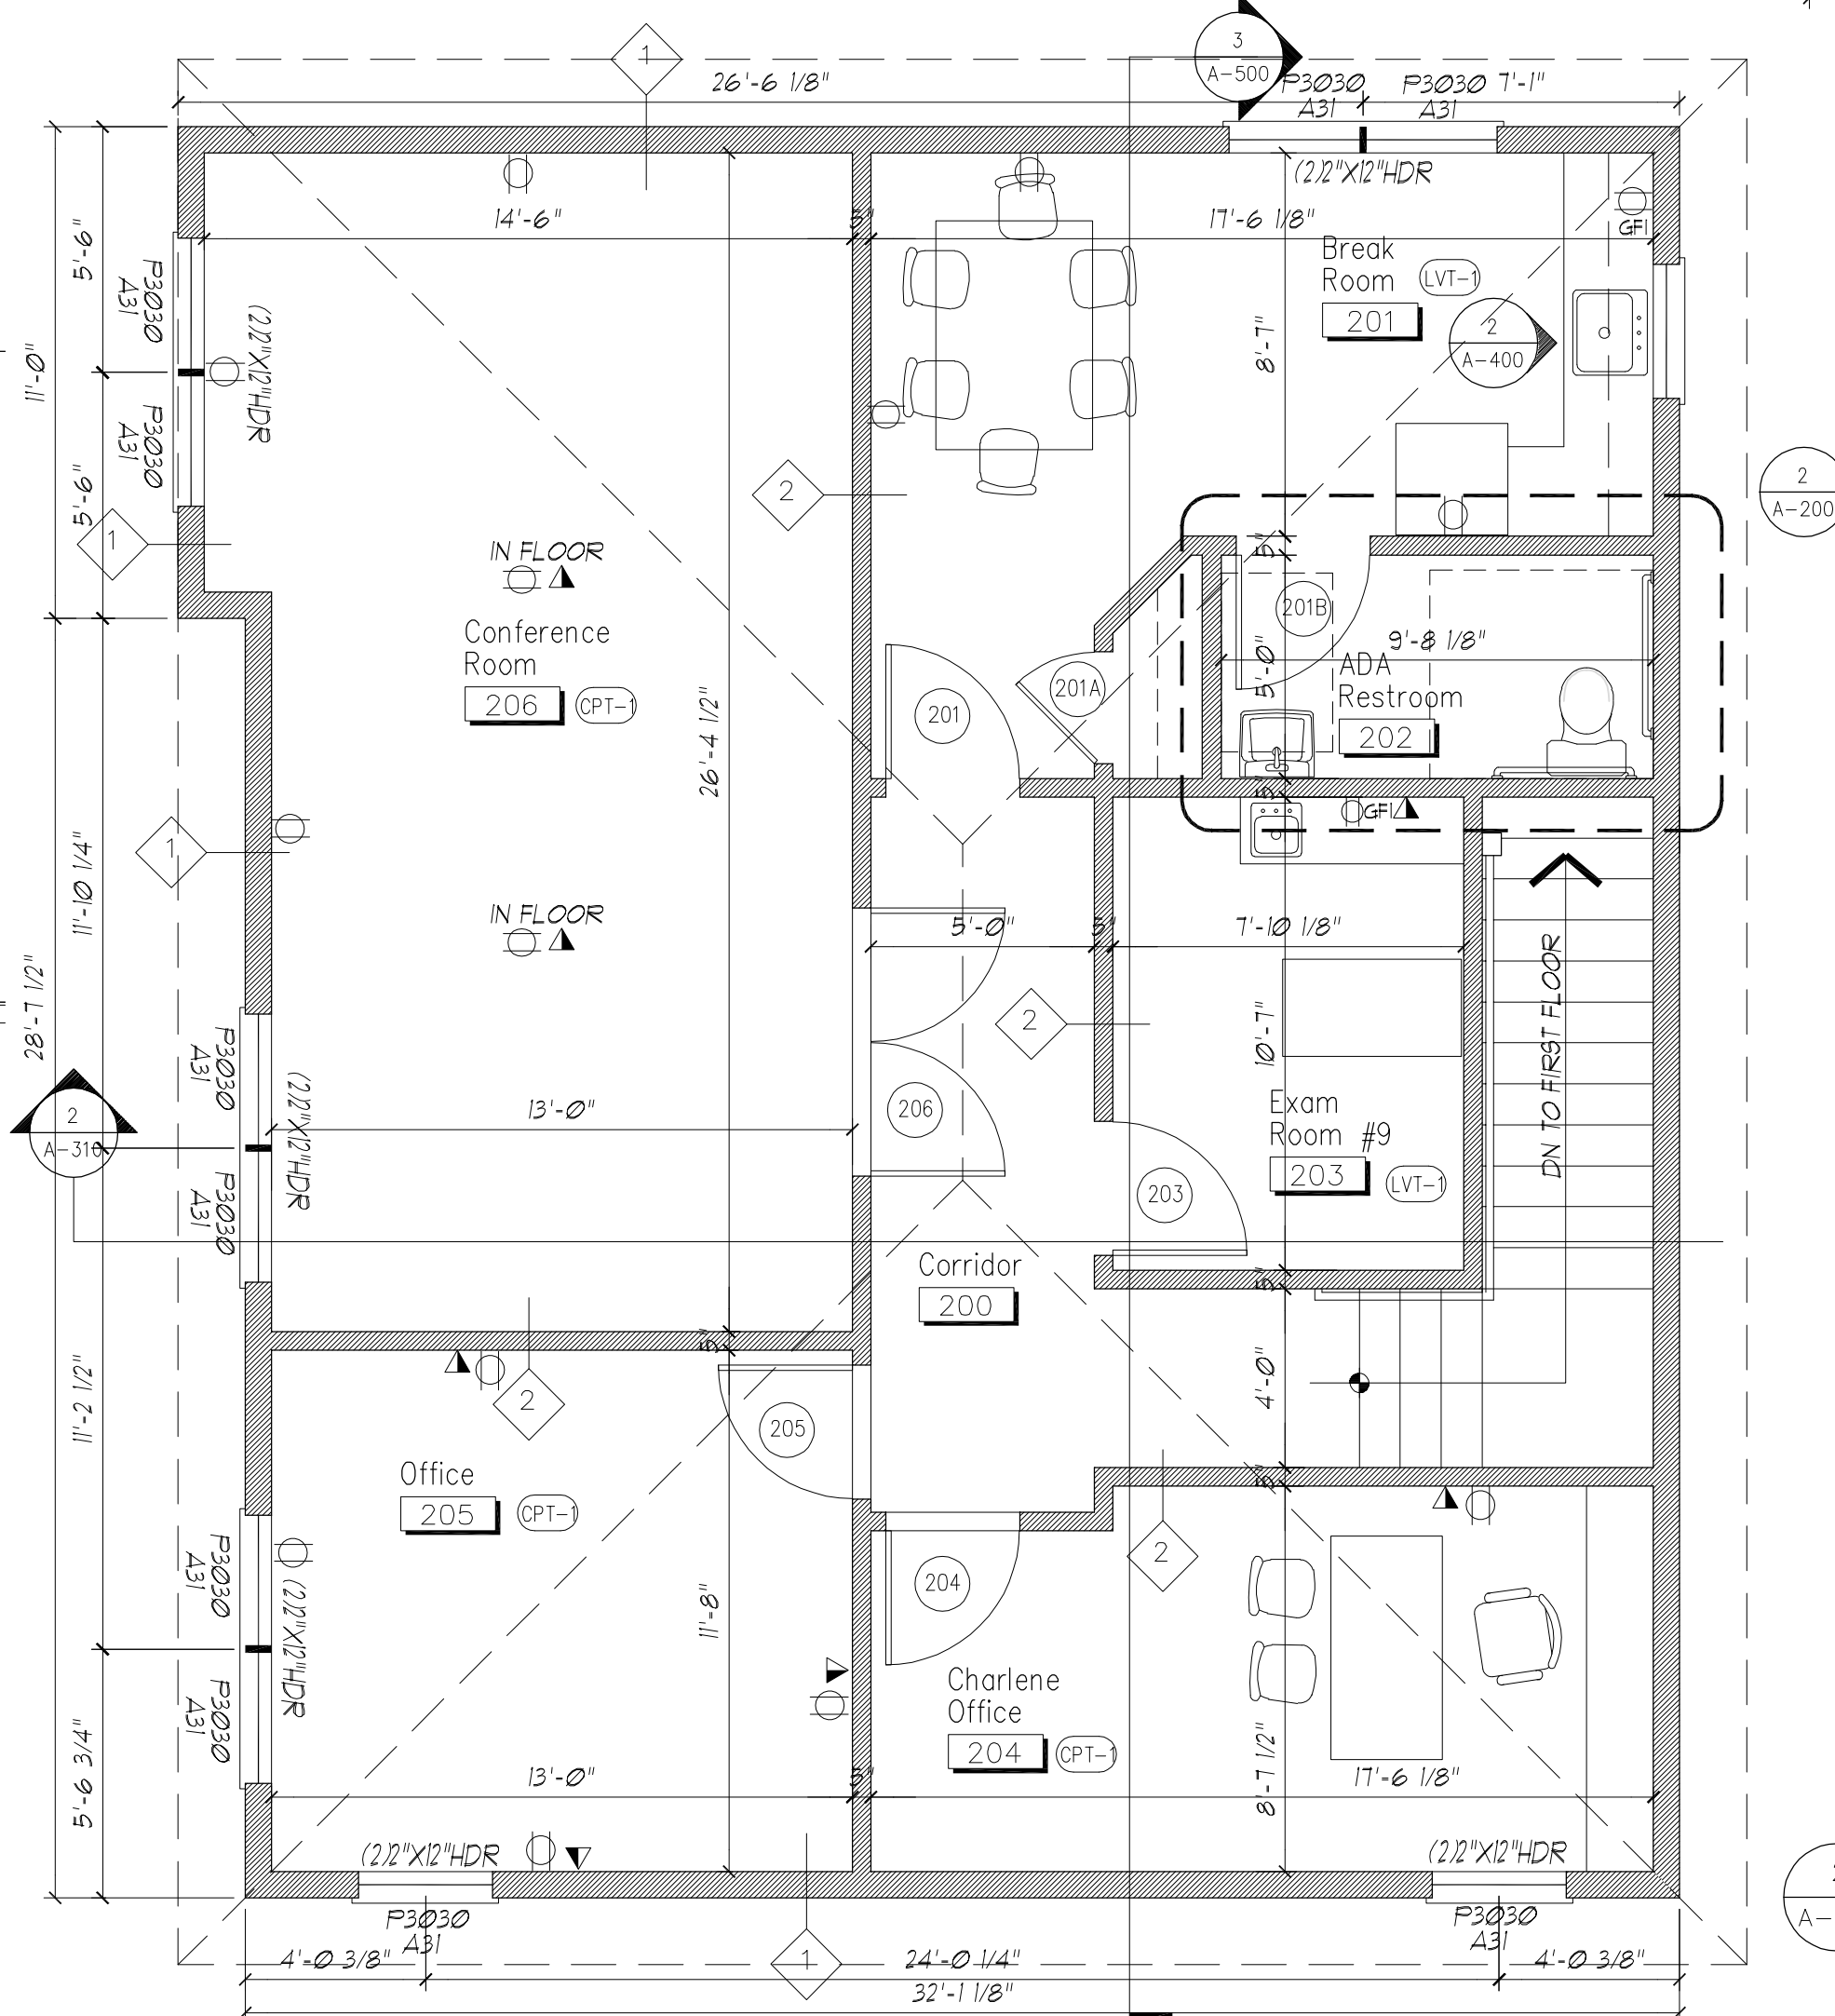 1
3
A-500
26'-6 1/8"
P3030
A31
P3030
A31
7'-1"
(2)2"X12"HDR
14'-6"
5"
17'-6 1/8"
GFI
5'-6"
P3030
A31
(2)2"X12"HDR
Break
Room
LVT-1
201
2
A-400
8'-7"
11'-0"
P3030
A31
5'-6"
2
2
A-200
1
IN FLOOR
5"
201B
Conference
Room
206
CPT-1
9'-8 1/8"
5'-0"
ADA
Restroom
202
201A
201
26'-4 1/2"
5"
GFI
1
11'-10 1/4"
IN FLOOR
5'-0"
5"
7'-10 1/8"
28'-7 1/2"
DN TO FIRST FLOOR
2
10'-7"
P3030
A31
(2)2"X12"HDR
13'-0"
206
Exam
Room #9
203
LVT-1
2
A-310
P3030
A31
203
Corridor
200
5"
5"
11'-2 1/2"
2
4'-0"
205
Office
205
CPT-1
5"
P3030
A31
(2)2"X12"HDR
2
204
11'-8"
P3030
A31
Charlene
Office
204
CPT-1
5'-6 3/4"
13'-0"
5"
8'-7 1/2"
17'-6 1/8"
(2)2"X12"HDR
(2)2"X12"HDR
P3030
A31
P3030
A31
A-
4'-0 3/8"
1
24'-0 1/4"
4'-0 3/8"
32'-1 1/8"